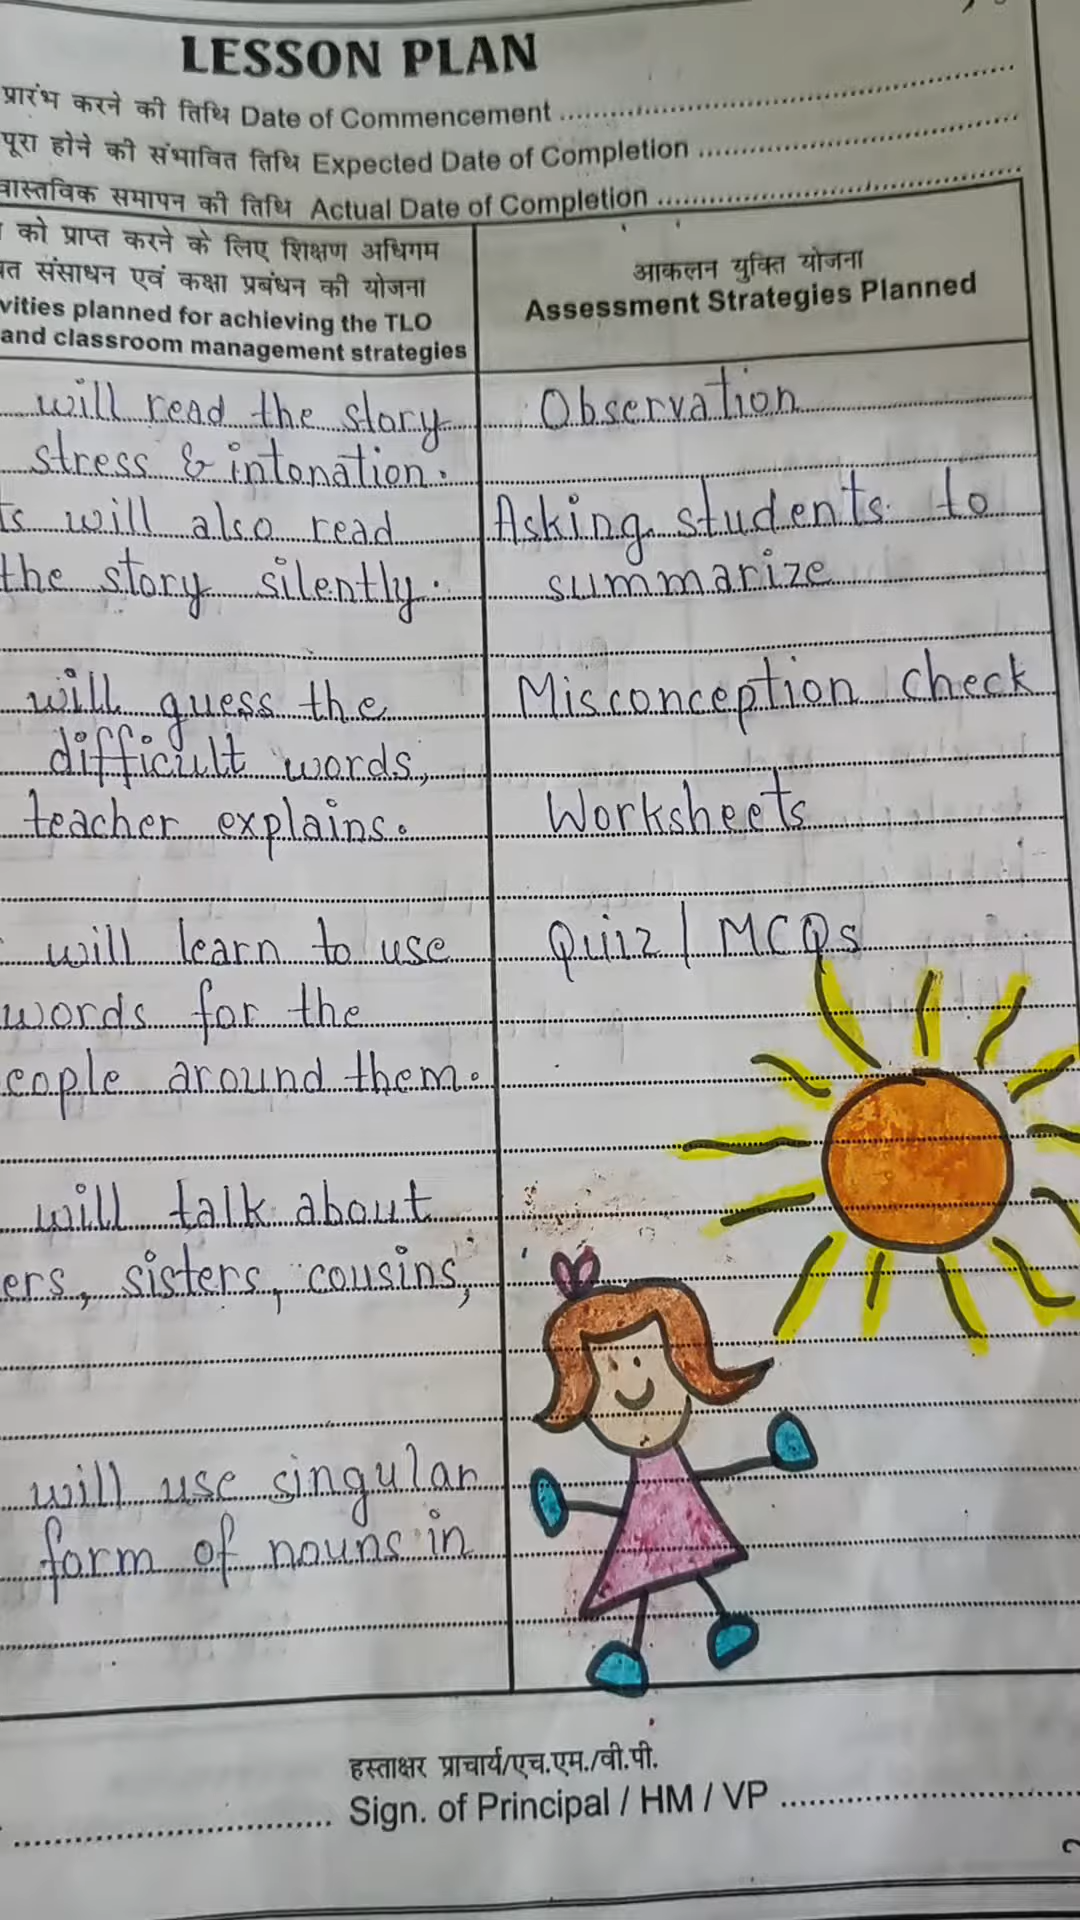 LESSON PLAN
प्रारंभ करने की तिथि Date of Commencement
पूरा होने की संभावित तिथि Expected Date of Completion
वास्तविक समापन की तिथि Actual Date of Completion
को प्राप्त करने के लिए शिक्षण अधिगम
संसाधन एवं कक्षा प्रबंधन की योजना
vities planned for achieving the TLO
and classroom management strategies
आकलन युक्ति योजना
Assessment Strategies Planned
will read the story
stress & intonation.
ts will also read
the story silently.
will guess the
difficult words,
teacher explains.
will learn to use
words for the
eople around them.
will talk about
ers, sisters, cousins,
will use singular
form of nouns in
Observation
Asking students to
summarize
Misconception check
Worksheets
Quiz / MCQs
हस्ताक्षर प्राचार्य/एच.एम./वी.पी.
Sign. of Principal / HM / VP